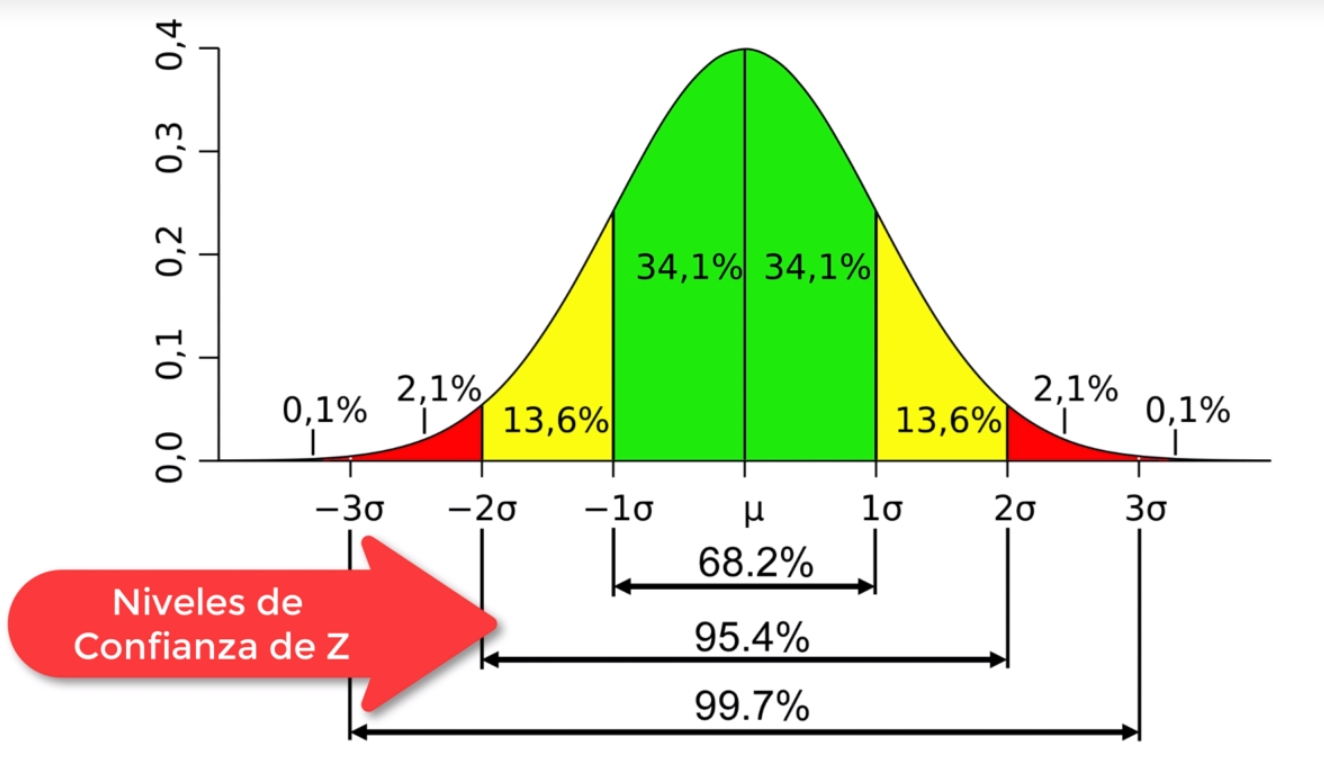 0,4
0,3
0,2
0,1
0,0
34,1% 34,1%
0,1% 2,1% 13,6% 13,6% 2,1% 0,1%
−3σ −2σ −1σ μ 1σ 2σ 3σ
68.2%
95.4%
99.7%
Niveles de
Confianza de Z